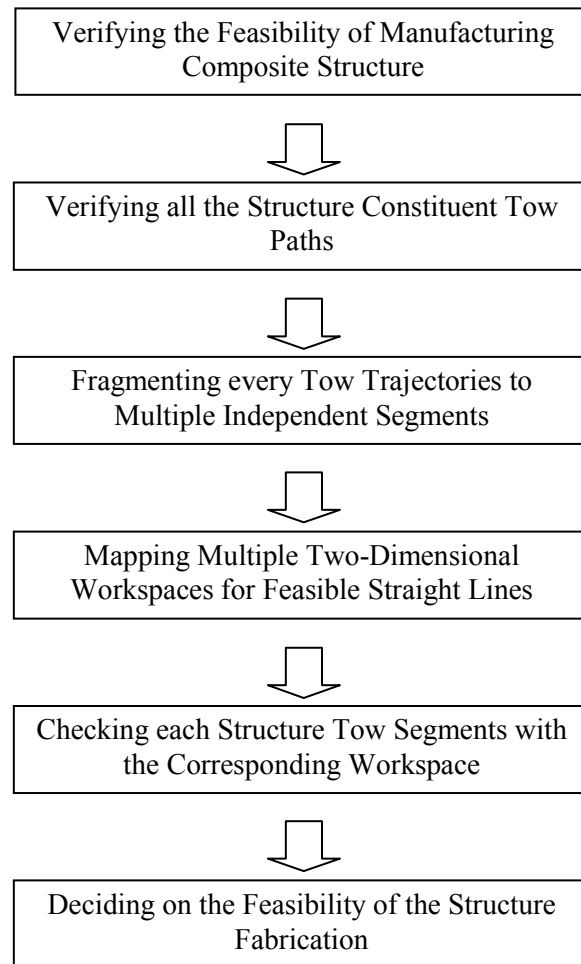 Verifying the Feasibility of Manufacturing
Composite Structure
Verifying all the Structure Constituent Tow
Paths
Fragmenting every Tow Trajectories to
Multiple Independent Segments
Mapping Multiple Two-Dimensional
Workspaces for Feasible Straight Lines
Checking each Structure Tow Segments with
the Corresponding Workspace
Deciding on the Feasibility of the Structure
Fabrication